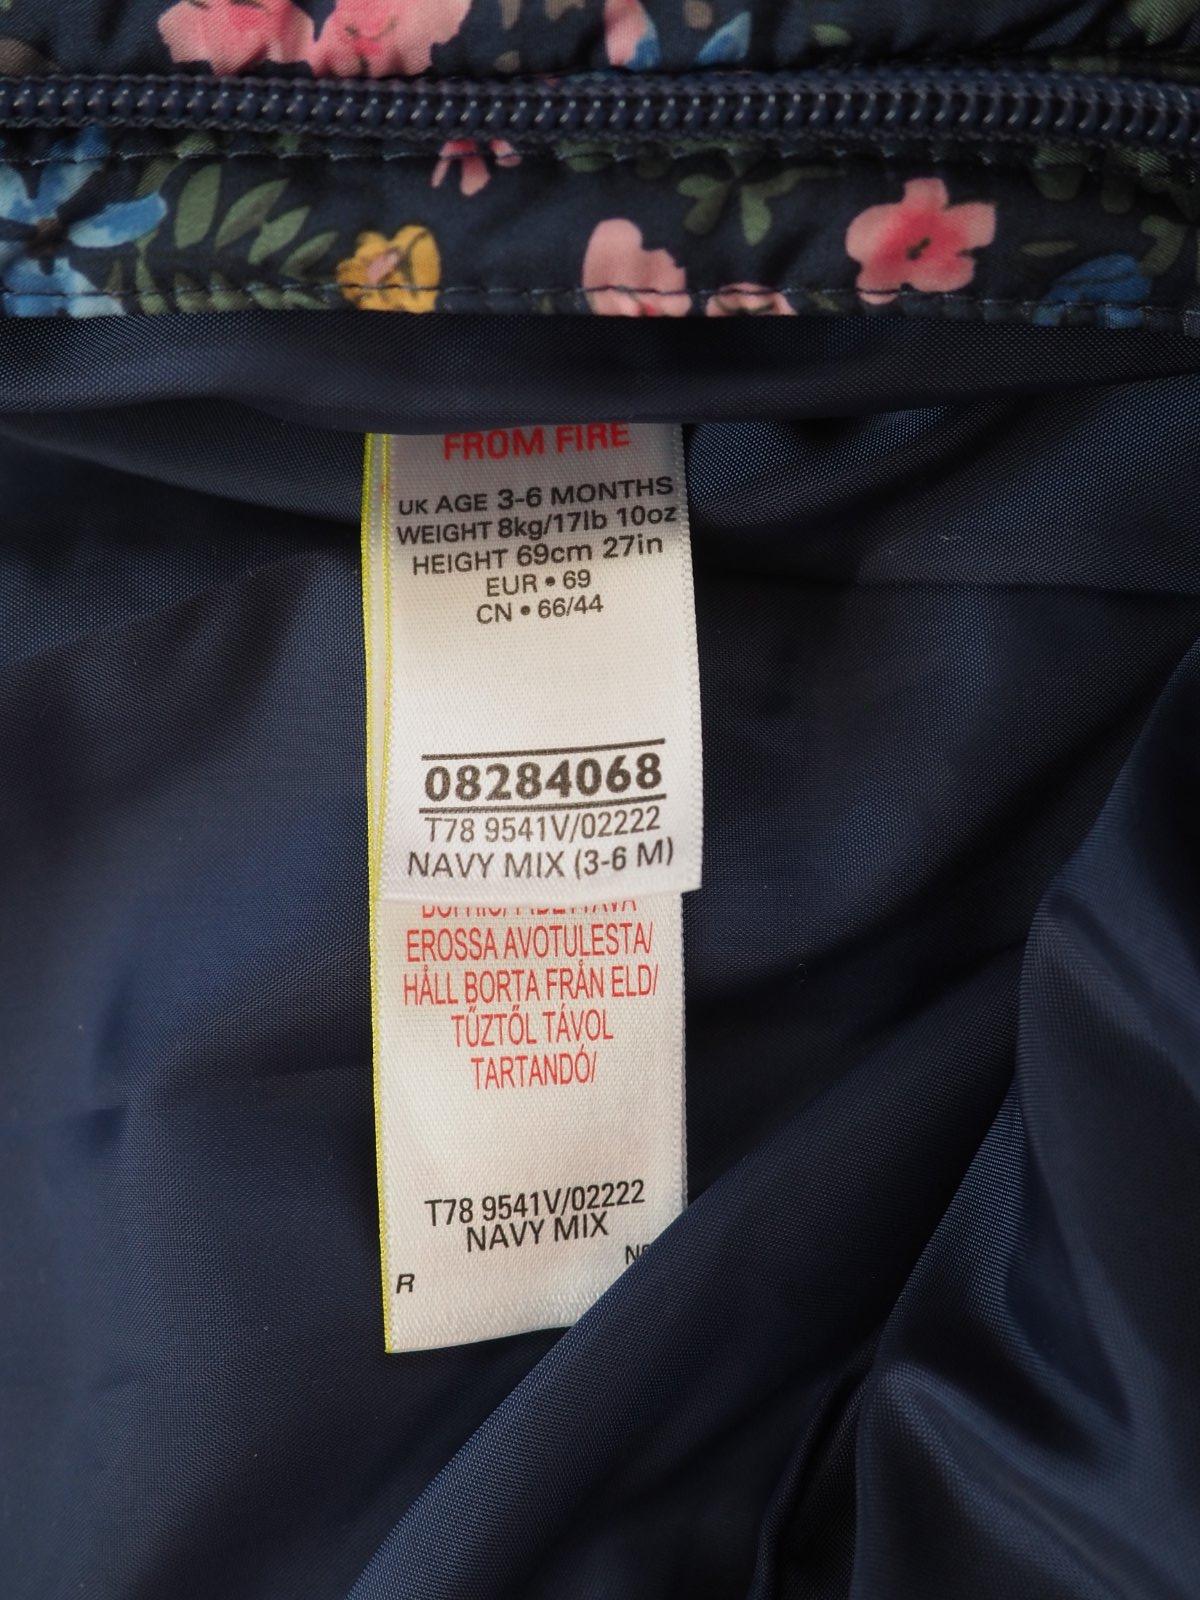 FROM FIRE
UK AGE 3-6 MONTHS
WEIGHT 8kg/17lb 10oz
HEIGHT 69cm 27in
EUR • 69
CN • 66/44
08284068
T78 9541V/02222
NAVY MIX (3-6 M)
EROSSA AVOTULESTA/
HÅLL BORTA FRÅN ELD/
TŰZTŐL TÁVOL
TARTANDÓ/
T78 9541V/02222
NAVY MIX
R